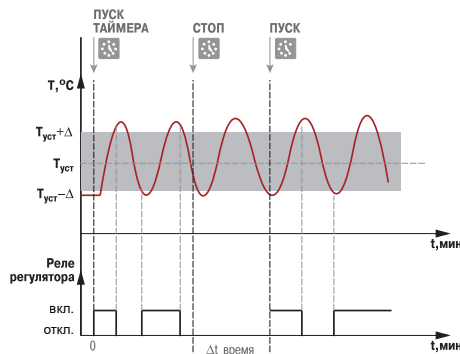 ПУСК
ТАЙМЕРА
СТОП
ПУСК
T,°C
Tуст+Δ
Tуст
Tуст−Δ
t,мин
Реле
регулятора
вкл.
откл.
t,мин
0
Δt время